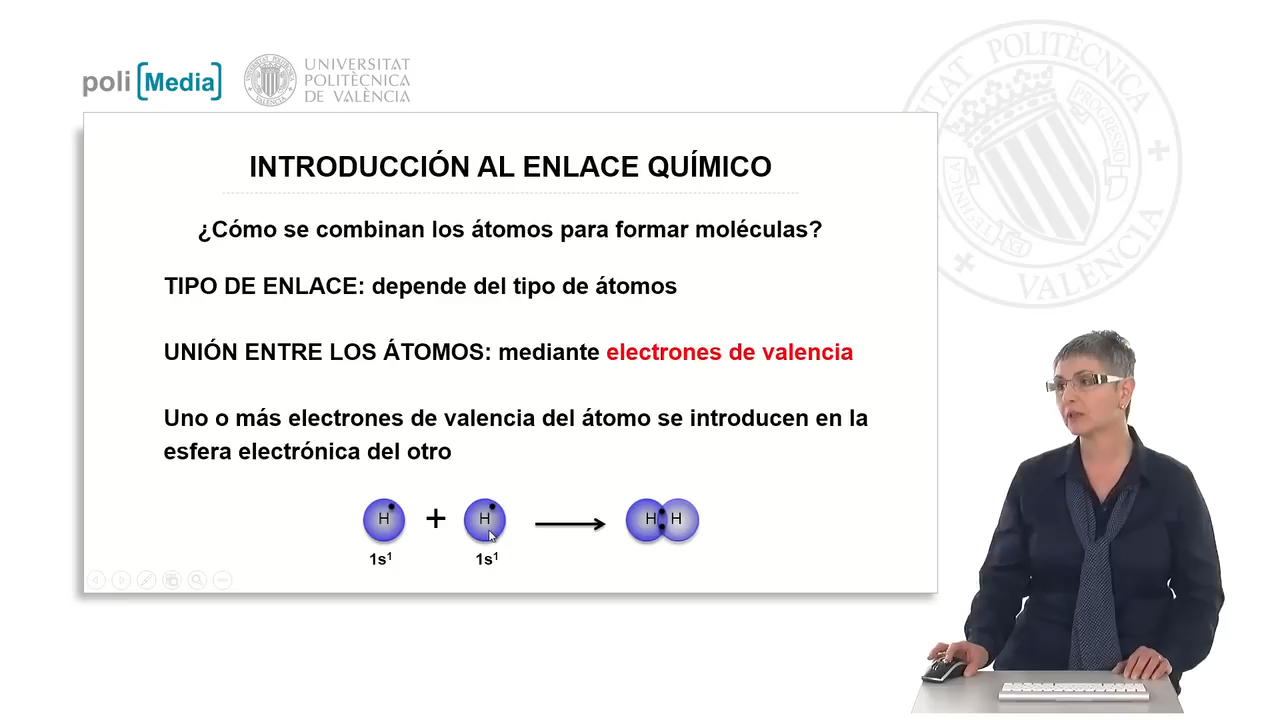 poli [Media]
UNIVERSITAT
POLITÈCNICA
DE VALÈNCIA
INTRODUCCIÓN AL ENLACE QUÍMICO
¿Cómo se combinan los átomos para formar moléculas?
TIPO DE ENLACE: depende del tipo de átomos
UNIÓN ENTRE LOS ÁTOMOS: mediante electrones de valencia
Uno o más electrones de valencia del átomo se introducen en la
esfera electrónica del otro
H + H → H H
1s¹ 1s¹
POLITÈCNICA
VALÈNCIA